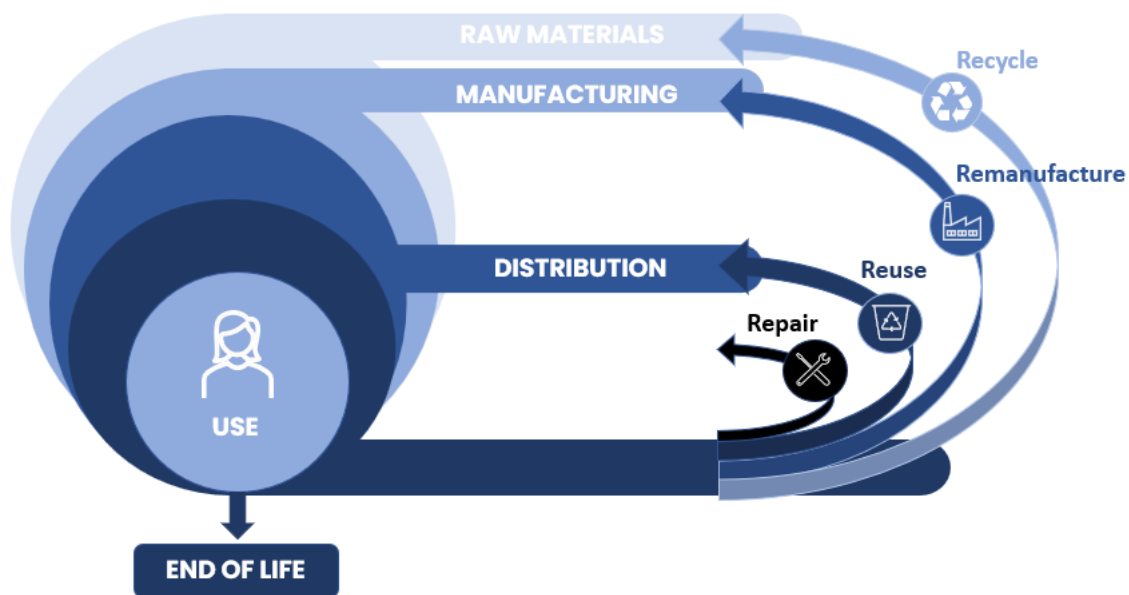 RAW MATERIALS
Recycle
MANUFACTURING
Remanufacture
DISTRIBUTION
Reuse
Repair
USE
END OF LIFE